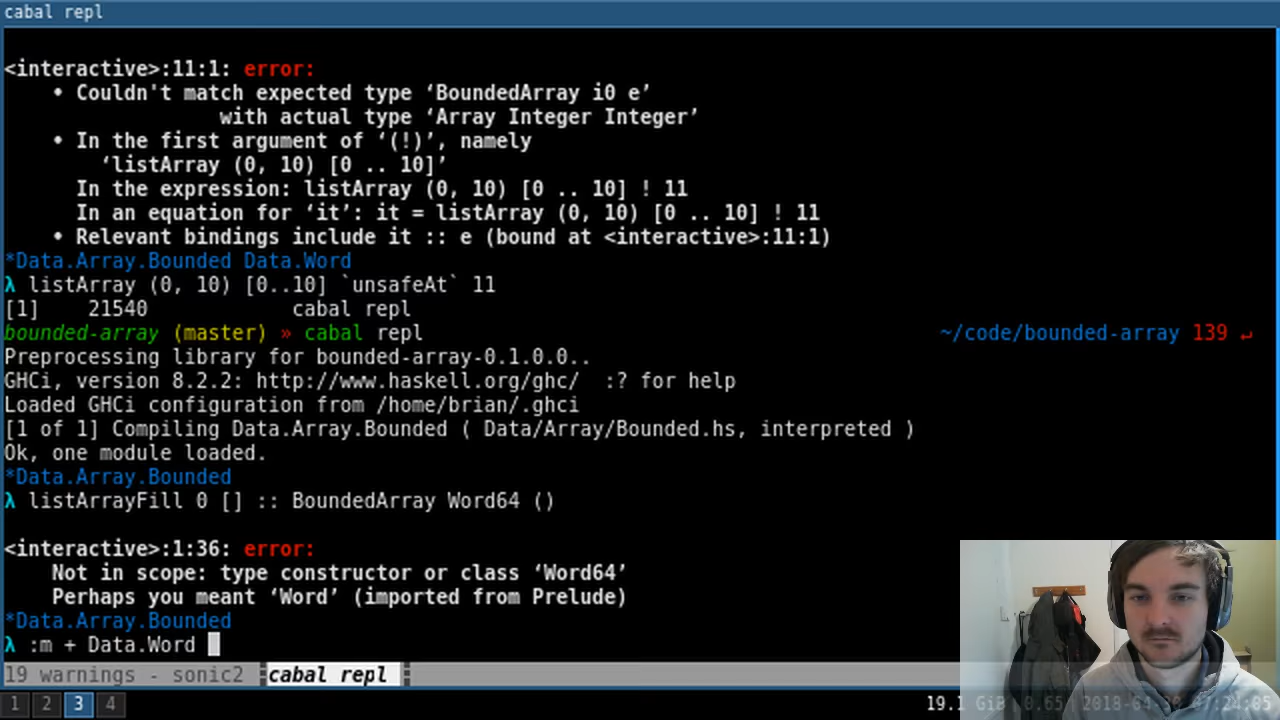 cabal repl
<interactive>:11:1: error:
• Couldn't match expected type ‘BoundedArray i0 e’
with actual type ‘Array Integer Integer’
• In the first argument of ‘(!)’, namely
‘listArray (0, 10) [0 .. 10]’
In the expression: listArray (0, 10) [0 .. 10] ! 11
In an equation for ‘it’: it = listArray (0, 10) [0 .. 10] ! 11
• Relevant bindings include it :: e (bound at <interactive>:11:1)
*Data.Array.Bounded Data.Word
λ listArray (0, 10) [0..10] `unsafeAt` 11
[1]    21540            cabal repl
bounded-array (master) » cabal repl ~/code/bounded-array 139 ↵
Preprocessing library for bounded-array-0.1.0.0..
GHCi, version 8.2.2: http://www.haskell.org/ghc/  :? for help
Loaded GHCi configuration from /home/brian/.ghci
[1 of 1] Compiling Data.Array.Bounded ( Data/Array/Bounded.hs, interpreted )
Ok, one module loaded.
*Data.Array.Bounded
λ listArrayFill 0 [] :: BoundedArray Word64 ()
<interactive>:1:36: error:
Not in scope: type constructor or class ‘Word64’
Perhaps you meant ‘Word’ (imported from Prelude)
*Data.Array.Bounded
λ :m + Data.Word
19 warnings - sonic2 cabal repl
1 2 3 4 19.1 GiB 0.65 07:24:05